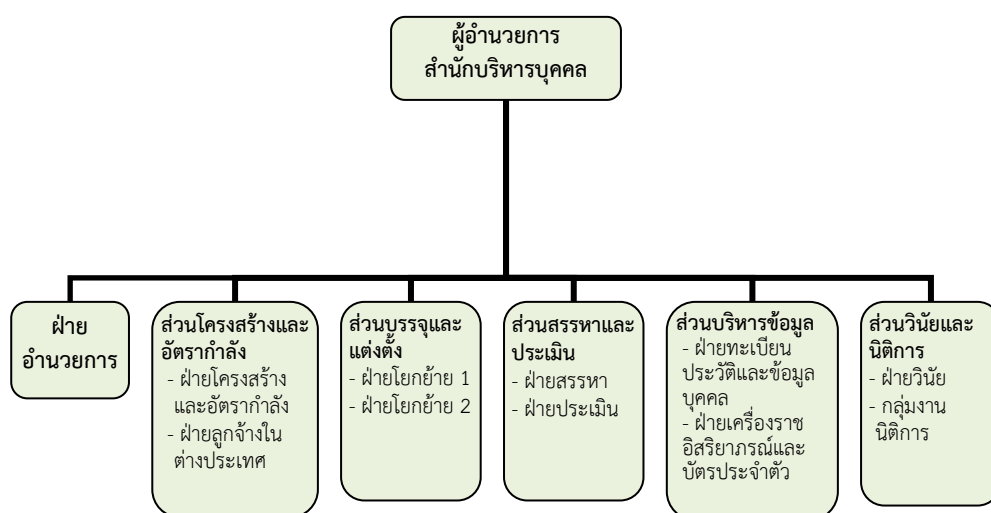 ผู้อำนวยการ
สำนักบริหารบุคคล
ฝ่าย
อำนวยการ
ส่วนโครงสร้างและ
อัตรากำลัง
- ฝ่ายโครงสร้าง
และอัตรากำลัง
- ฝ่ายลูกจ้างใน
ต่างประเทศ
ส่วนบรรจุและ
แต่งตั้ง
- ฝ่ายโยกย้าย 1
- ฝ่ายโยกย้าย 2
ส่วนสรรหาและ
ประเมิน
- ฝ่ายสรรหา
- ฝ่ายประเมิน
ส่วนบริหารข้อมูล
- ฝ่ายทะเบียน
ประวัติและข้อมูล
บุคคล
- ฝ่ายเครื่องราช
อิสริยาภรณ์และ
บัตรประจำตัว
ส่วนวินัยและ
นิติการ
- ฝ่ายวินัย
- กลุ่มงาน
นิติการ